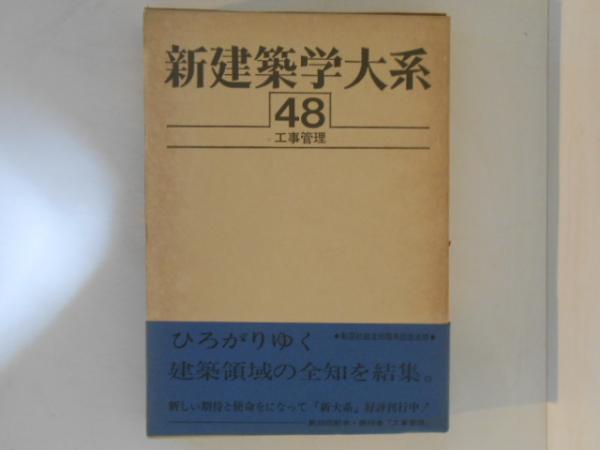 新建築学大系
48
工事管理
ひろがりゆく
建築領域の全知を結集。
新しい期待と使命をになって「新大系」好評刊行中!